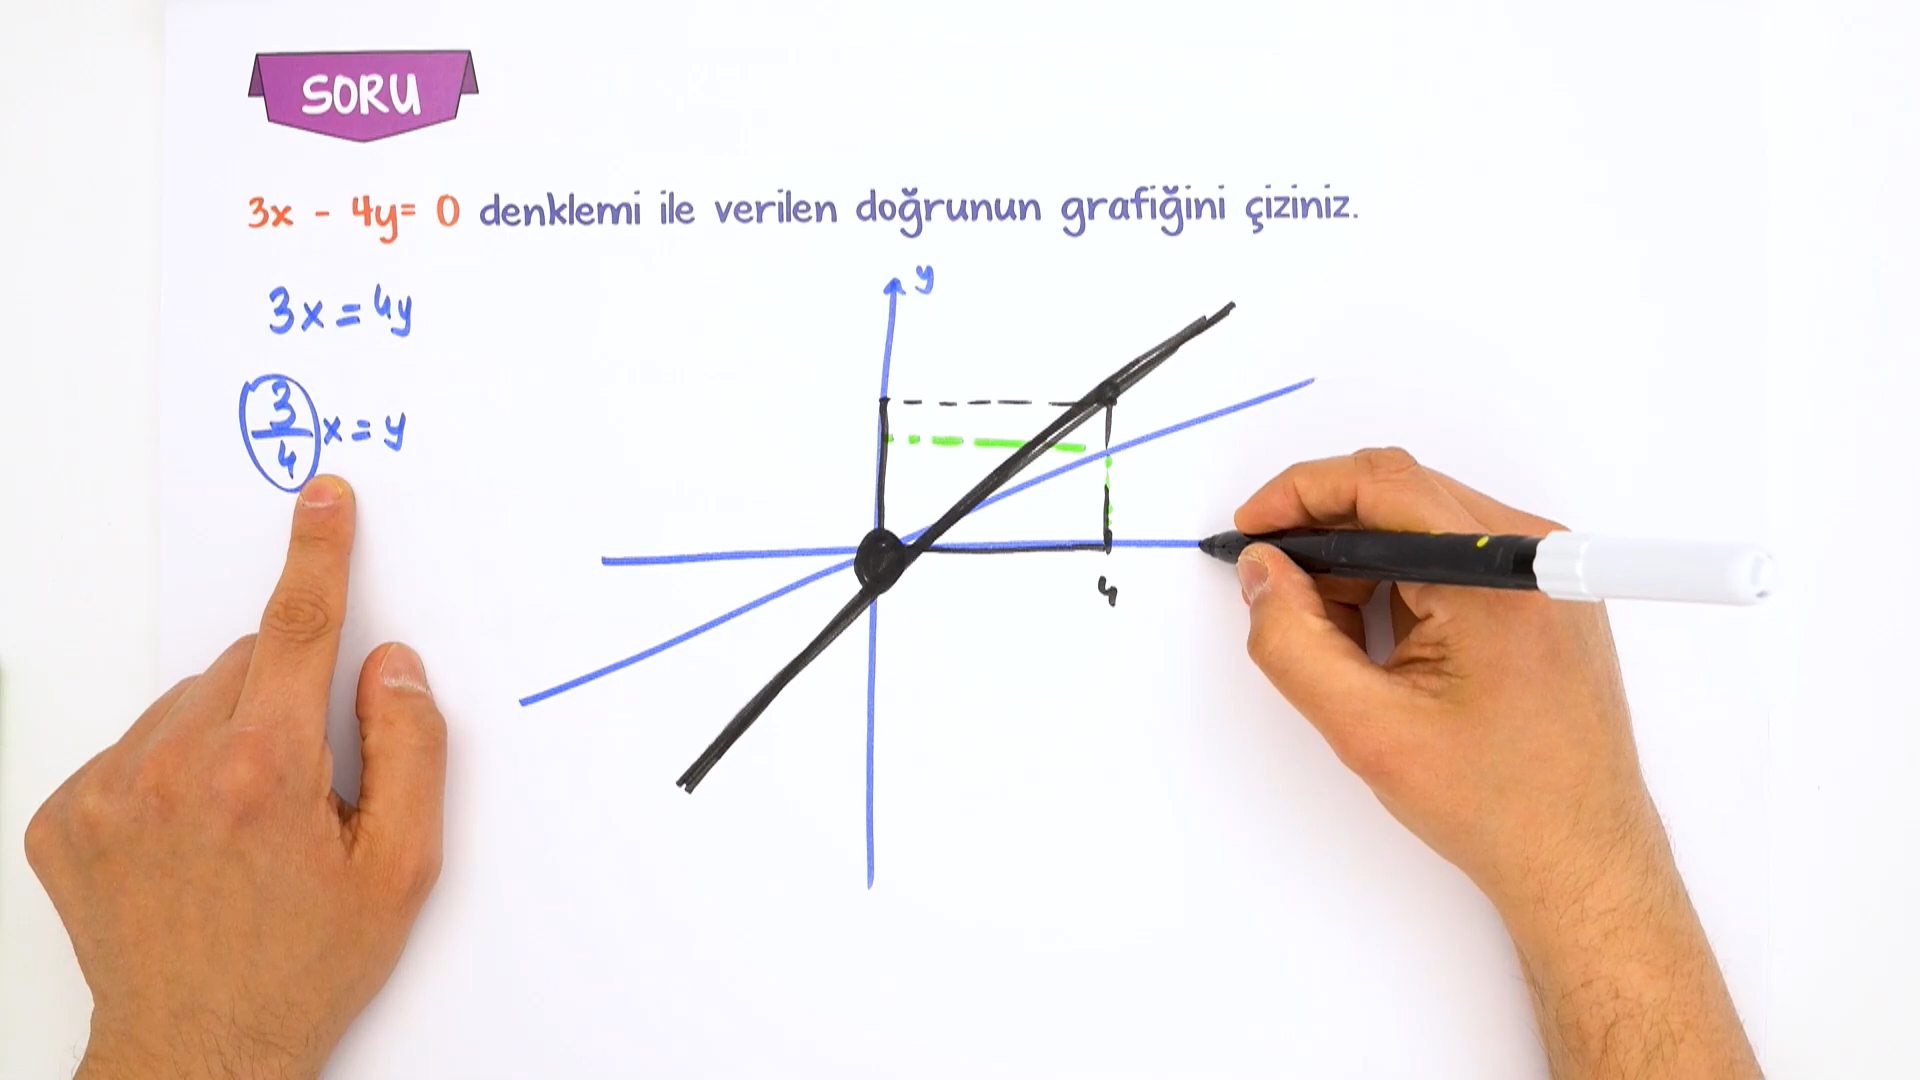 SORU
3x - 4y= 0 denklemi ile verilen doğrunun grafiğini çiziniz.
3x = 4y
3/4 x = y
y
4